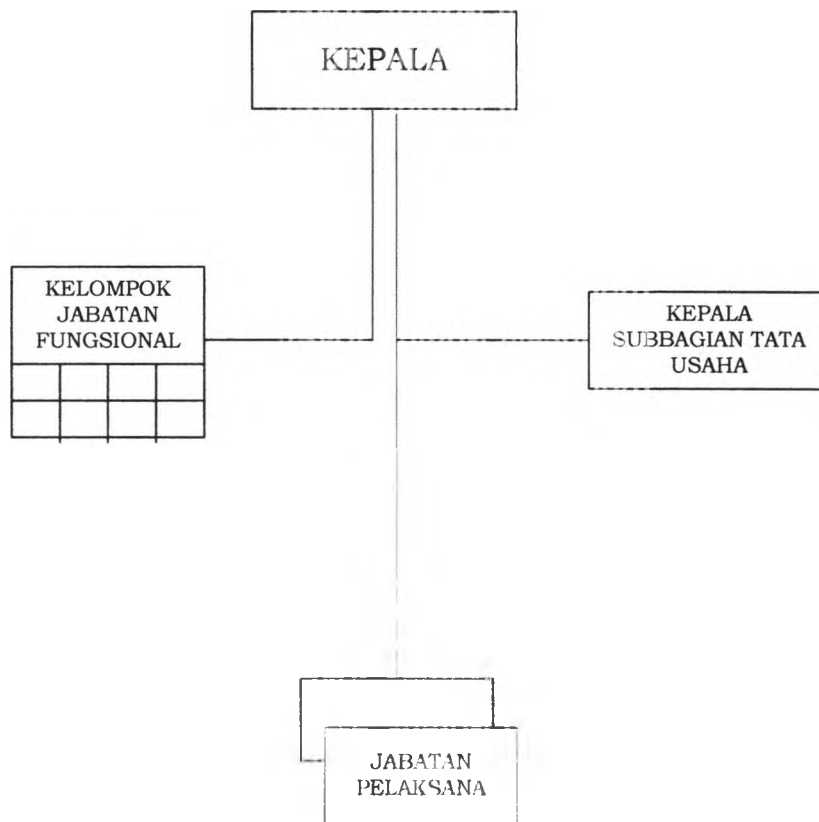 KEPALA
KELOMPOK
JABATAN
FUNGSIONAL
KEPALA
SUBBAGIAN TATA
USAHA
JABATAN
PELAKSANA